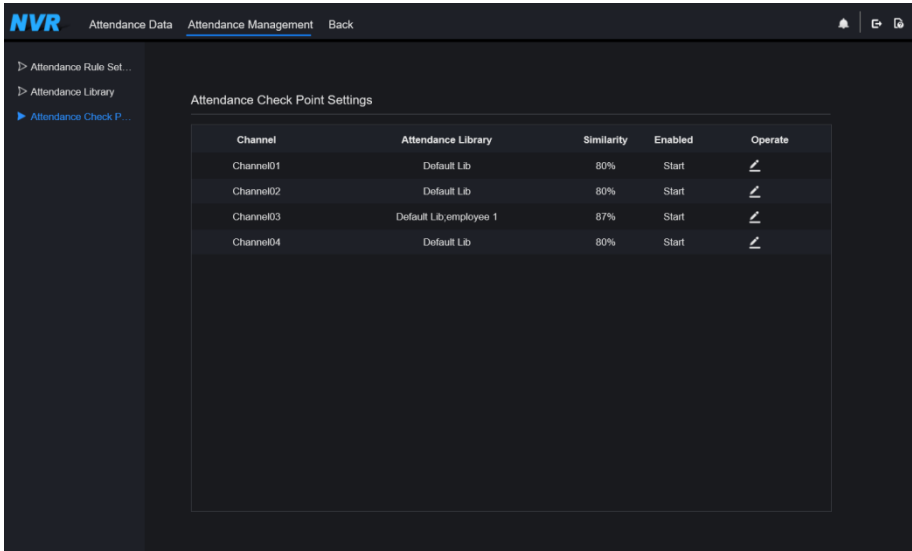 NVR Attendance Data Attendance Management Back
Attendance Rule Set...
Attendance Library
Attendance Check P...
Attendance Check Point Settings
Channel Attendance Library Similarity Enabled Operate
Channel01 Default Lib 80% Start
Channel02 Default Lib 80% Start
Channel03 Default Lib;employee 1 87% Start
Channel04 Default Lib 80% Start